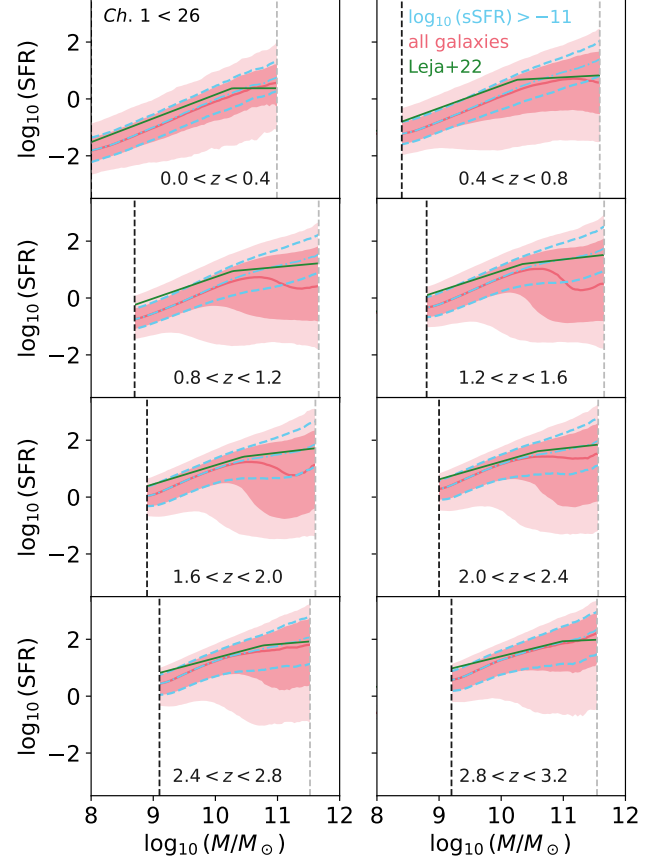 Ch. 1 < 26
log₁₀(sSFR) > −11
all galaxies
Leja+22
log₁₀(SFR)
2
0
−2
0.0 < z < 0.4
0.4 < z < 0.8
log₁₀(SFR)
2
0
−2
0.8 < z < 1.2
1.2 < z < 1.6
log₁₀(SFR)
2
0
−2
1.6 < z < 2.0
2.0 < z < 2.4
log₁₀(SFR)
2
0
−2
2.4 < z < 2.8
2.8 < z < 3.2
8 9 10 11 12
8 9 10 11 12
log₁₀(M/M☉)
log₁₀(M/M☉)